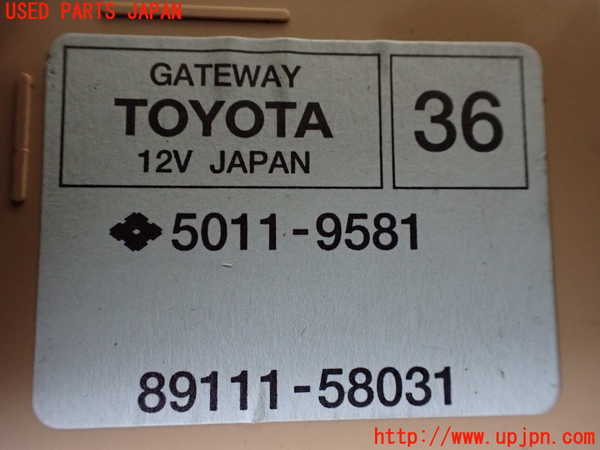 USED PARTS JAPAN
GATEWAY
TOYOTA
12V JAPAN
36
5011-9581
89111-58031
http://www.upjpn.com/